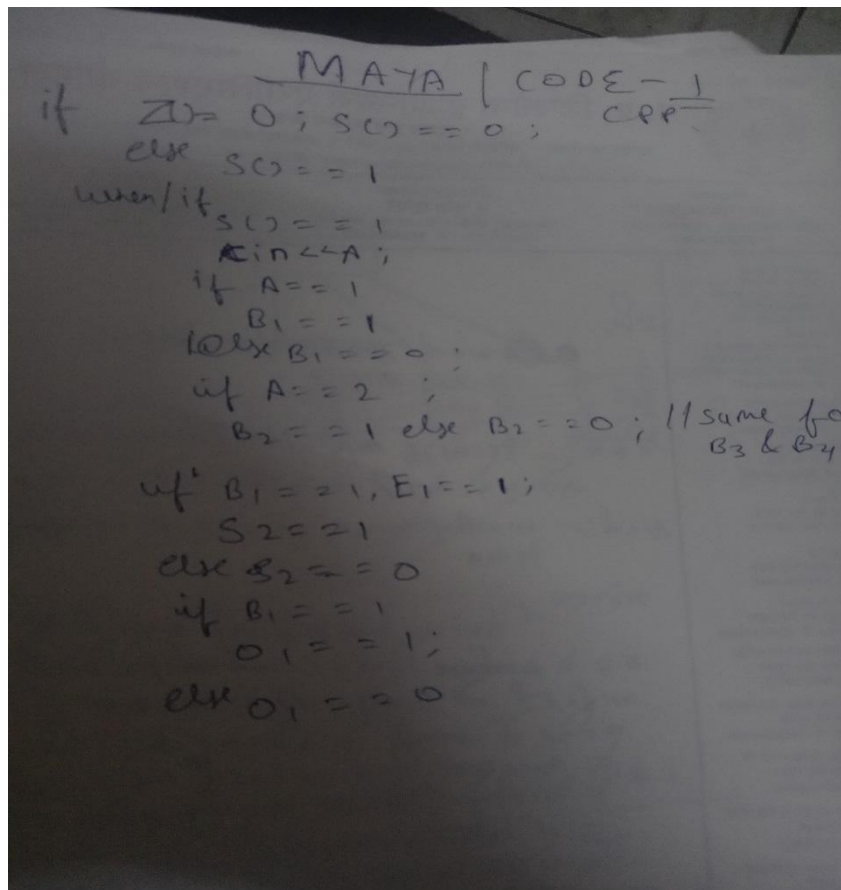 MAYA | CODE - 1
CPP
if Z()= 0 ; S() == 0 ;
else S() == 1
when/if S() == 1
cin<<A ;
if A== 1
B1 == 1
else B1 == 0 ;
if A== 2 ;
B2 == 1 else B2 == 0 ; // same fo
B3 & B4
if B1 == 1, E1 == 1 ;
S2 == 1
else S2 == 0
if B1 == 1
O1 == 1 ;
else O1 == 0